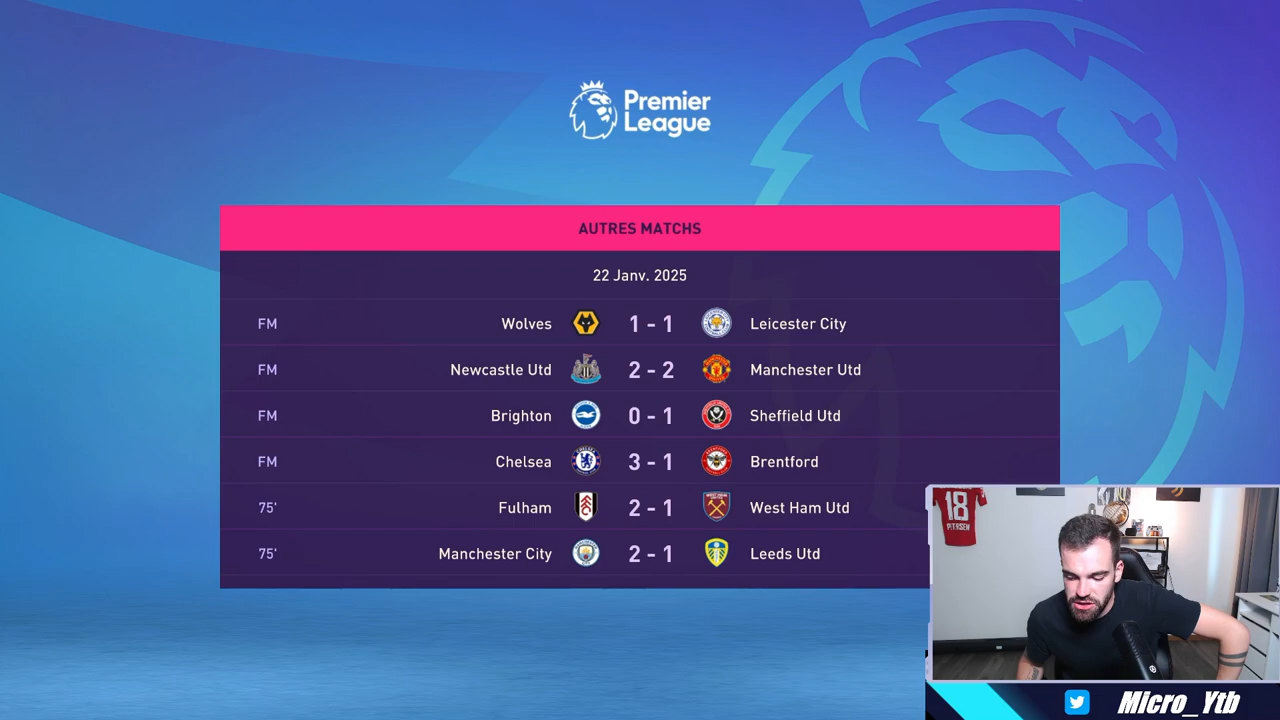 Premier
League
AUTRES MATCHS
22 Janv. 2025
FM Wolves 1 - 1 Leicester City
FM Newcastle Utd 2 - 2 Manchester Utd
FM Brighton 0 - 1 Sheffield Utd
FM Chelsea 3 - 1 Brentford
75' Fulham 2 - 1 West Ham Utd
75' Manchester City 2 - 1 Leeds Utd
18
Micro_Ytb